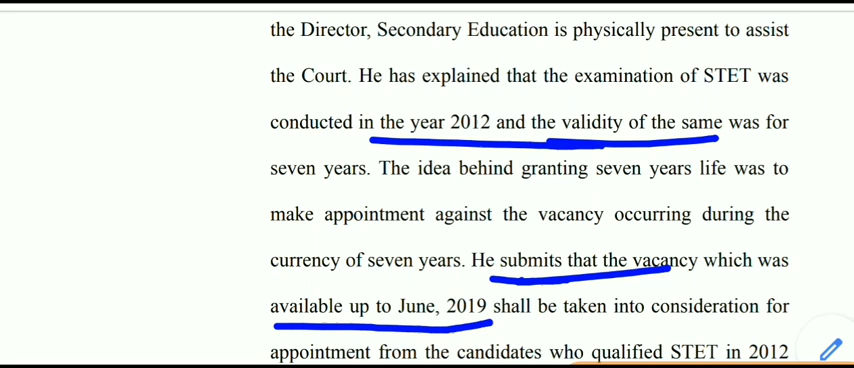 the Director, Secondary Education is physically present to assist
the Court. He has explained that the examination of STET was
conducted in the year 2012 and the validity of the same was for
seven years. The idea behind granting seven years life was to
make appointment against the vacancy occurring during the
currency of seven years. He submits that the vacancy which was
available up to June, 2019 shall be taken into consideration for
appointment from the candidates who qualified STET in 2012